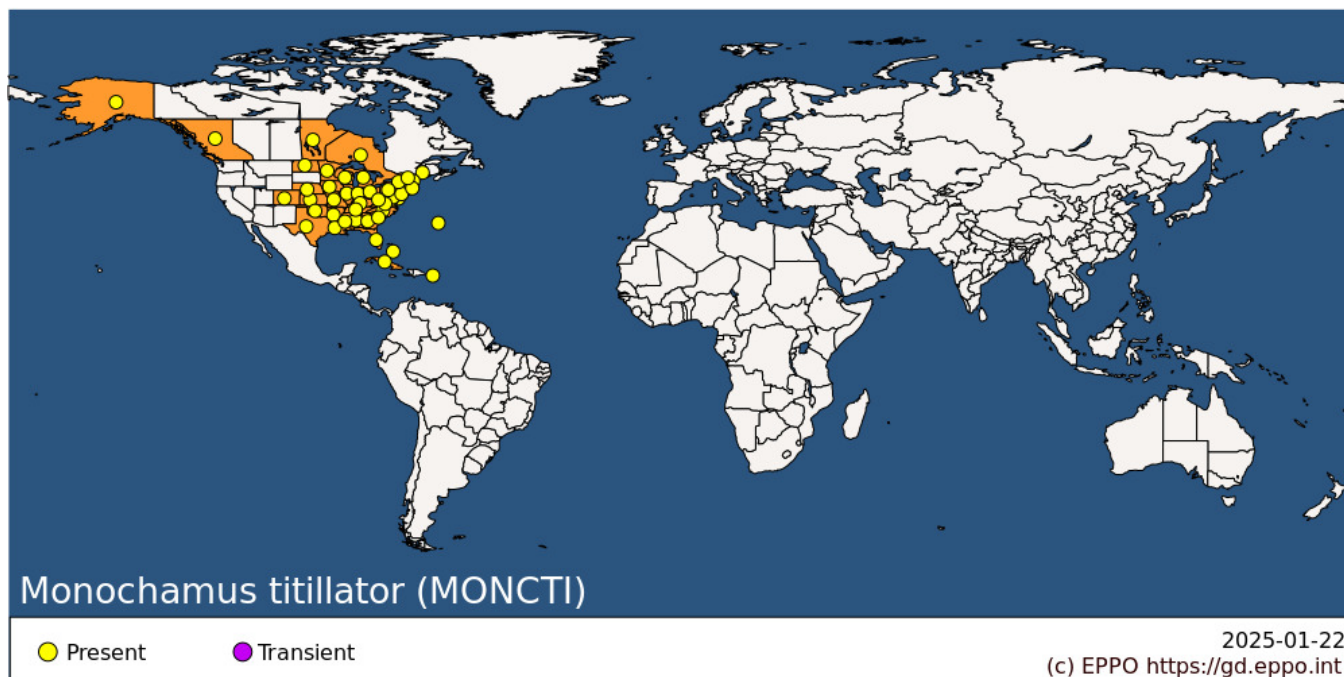 Monochamus titillator (MONCTI)
Present
Transient
2025-01-22
(c) EPPO https://gd.eppo.int